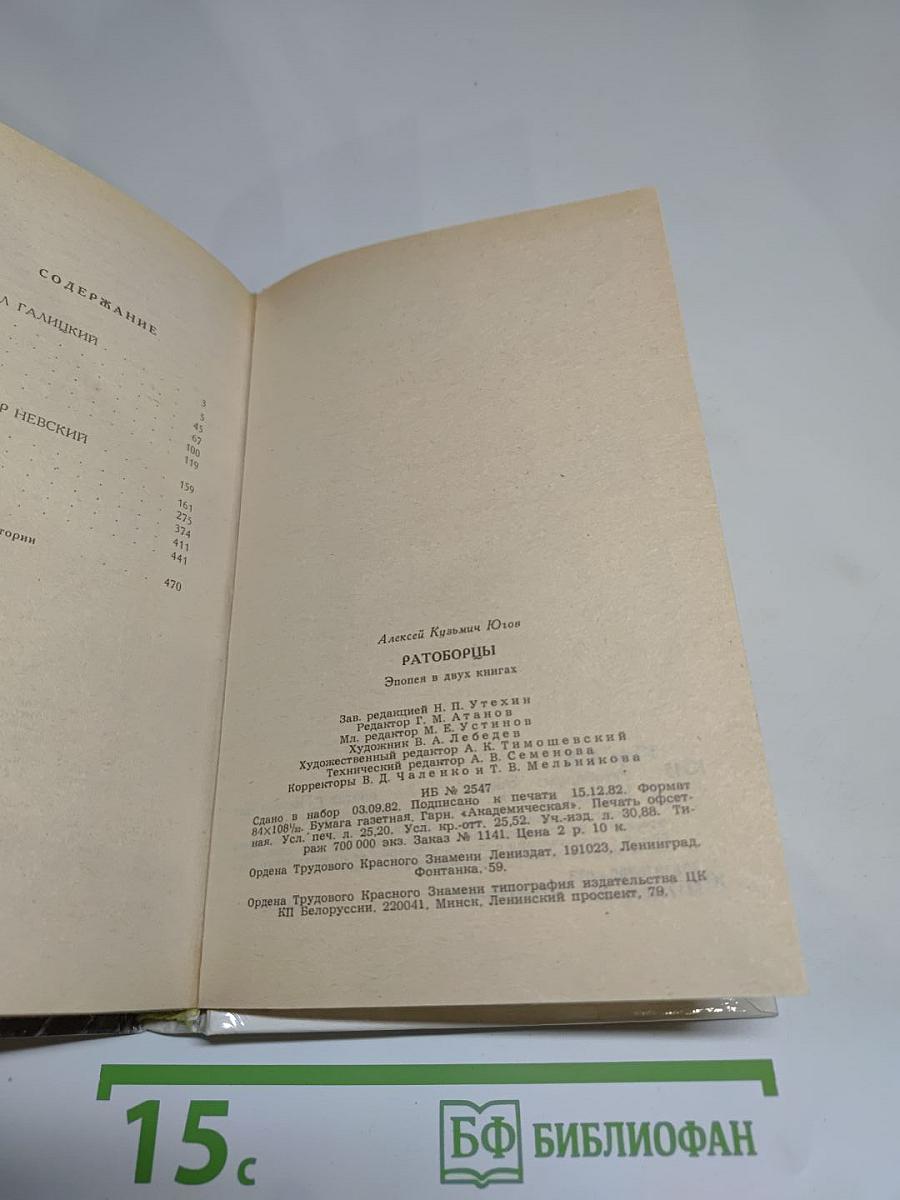 СОДЕРЖАНИЕ
ГАЛИЦКИЙ
3
5
45
67
100
119
НЕВСКИЙ
159
161
275
374
411
441
470
Алексей Кузьмич Югов
РАТОБОРЦЫ
Эпопея в двух книгах
Зав. редакцией Н. П. Утехин
Редактор Г. М. Атанов
Мл. редактор М. Е. Устинов
Художник В. А. Лебедев
Художественный редактор А. К. Тимошевский
Технический редактор А. В. Семенова
Корректоры В. Д. Чаленко и Т. В. Мельникова
ИБ № 2547
Сдано в набор 03.09.82. Подписано к печати 15.12.82. Формат
84×108¹/₃₂. Бумага газетная. Гарн. «Академическая». Печать офсет-
ная. Усл. печ. л. 25,20. Усл. кр.-отт. 25,52. Уч.-изд. л. 30,88. Ти-
раж 700 000 экз. Заказ № 1141. Цена 2 р. 10 к.
Ордена Трудового Красного Знамени Лениздат, 191023, Ленинград,
Фонтанка, 59.
Ордена Трудового Красного Знамени типография издательства ЦК
КП Белоруссии, 220041, Минск, Ленинский проспект, 79.
15 с
БФ БИБЛИОФАН